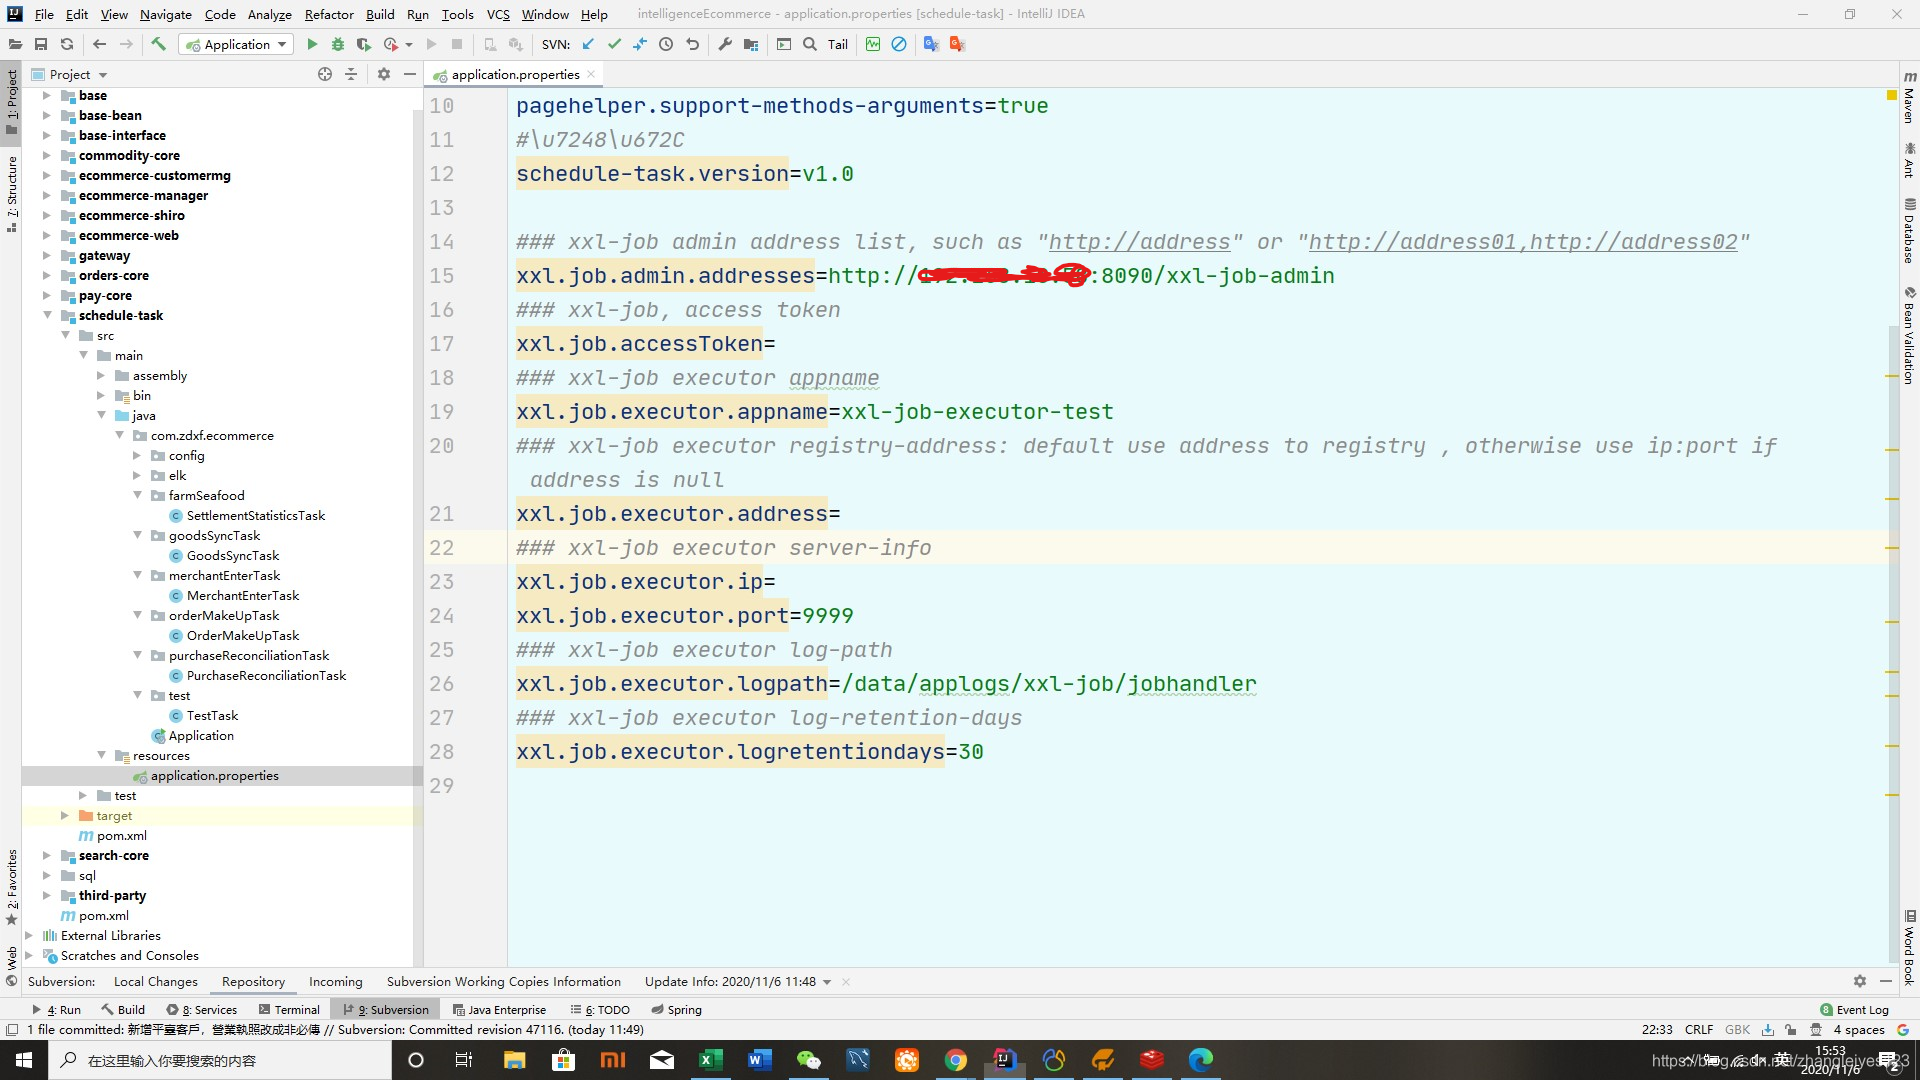 File Edit View Navigate Code Analyze Refactor Build Run Tools VCS Window Help intelligenceEcommerce - application.properties [schedule-task] - IntelliJ IDEA
Application SVN: Tail
Project
application.properties
base
base-bean
base-interface
commodity-core
ecommerce-customermg
ecommerce-manager
ecommerce-shiro
ecommerce-web
gateway
orders-core
pay-core
schedule-task
src
main
assembly
bin
java
com.zdxf.ecommerce
config
elk
farmSeafood
SettlementStatisticsTask
goodsSyncTask
GoodsSyncTask
merchantEnterTask
MerchantEnterTask
orderMakeUpTask
OrderMakeUpTask
purchaseReconciliationTask
PurchaseReconciliationTask
test
TestTask
Application
resources
application.properties
test
target
pom.xml
search-core
sql
third-party
pom.xml
External Libraries
Scratches and Consoles
1: Project
7: Structure
2: Favorites
Web
10 pagehelper.support-methods-arguments=true
11 #\u7248\u672C
12 schedule-task.version=v1.0
13
14 ### xxl-job admin address list, such as "http://address" or "http://address01,http://address02"
15 xxl.job.admin.addresses=http:// :8090/xxl-job-admin
16 ### xxl-job, access token
17 xxl.job.accessToken=
18 ### xxl-job executor appname
19 xxl.job.executor.appname=xxl-job-executor-test
20 ### xxl-job executor registry-address: default use address to registry , otherwise use ip:port if
address is null
21 xxl.job.executor.address=
22 ### xxl-job executor server-info
23 xxl.job.executor.ip=
24 xxl.job.executor.port=9999
25 ### xxl-job executor log-path
26 xxl.job.executor.logpath=/data/applogs/xxl-job/jobhandler
27 ### xxl-job executor log-retention-days
28 xxl.job.executor.logretentiondays=30
29
Maven
Ant
Database
Bean Validation
Word Book
Subversion: Local Changes Repository Incoming Subversion Working Copies Information Update Info: 2020/11/6 11:48
4: Run Build 8: Services Terminal 9: Subversion Java Enterprise 6: TODO Spring Event Log
1 file committed: 新增平臺客戶，營業執照改成非必傳 // Subversion: Committed revision 47116. (today 11:49) 22:33 CRLF GBK 4 spaces
在这里输入你要搜索的内容
英 15:53
2020/11/6